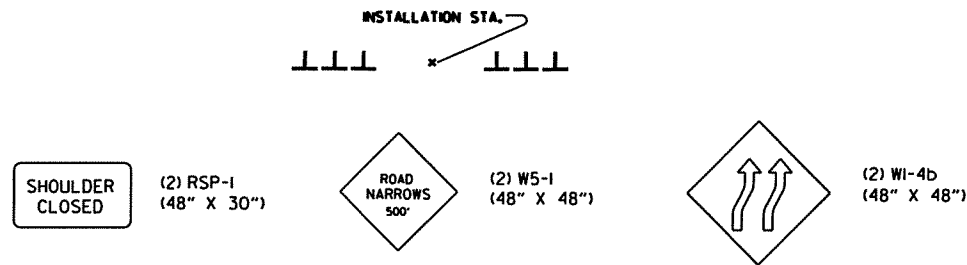 INSTALLATION STA.
SHOULDER
CLOSED
(2) RSP-1
(48" X 30")
ROAD
NARROWS
500'
(2) W5-1
(48" X 48")
(2) W1-4b
(48" X 48")